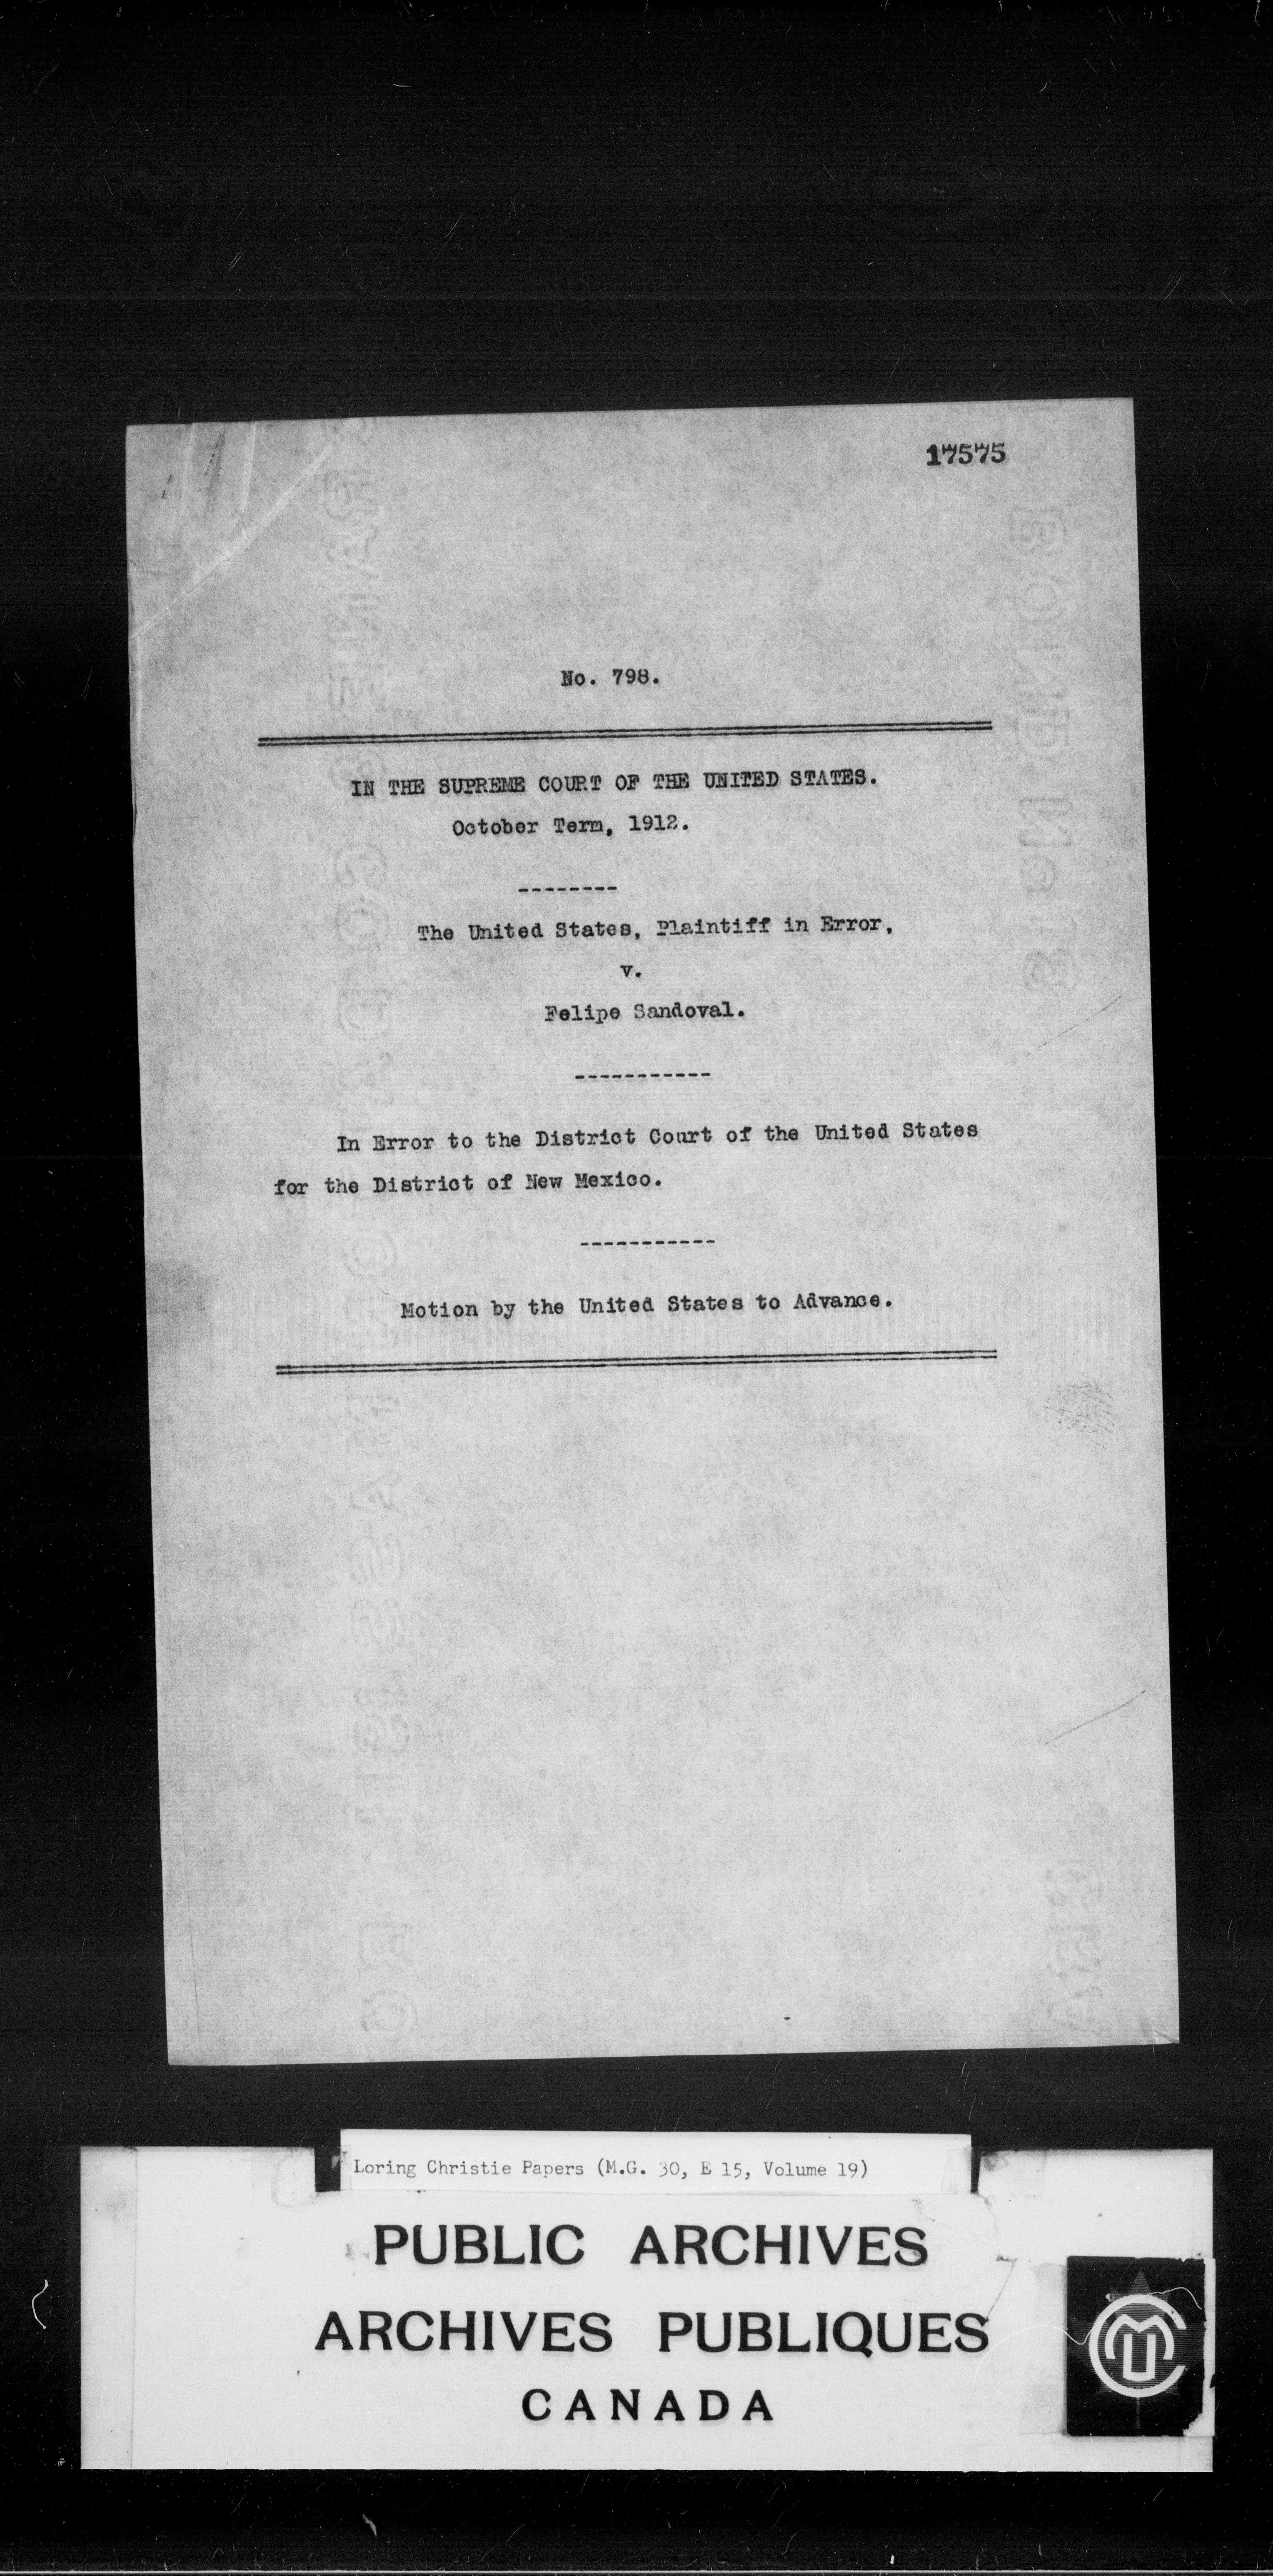 17575
No. 798.
IN THE SUPREME COURT OF THE UNITED STATES.
October Term, 1912.
--------
The United States, Plaintiff in Error,
v.
Felipe Sandoval.
-----------
In Error to the District Court of the United States
for the District of New Mexico.
-----------
Motion by the United States to Advance.
Loring Christie Papers (M.G. 30, E 15, Volume 19)
PUBLIC ARCHIVES
ARCHIVES PUBLIQUES
CANADA